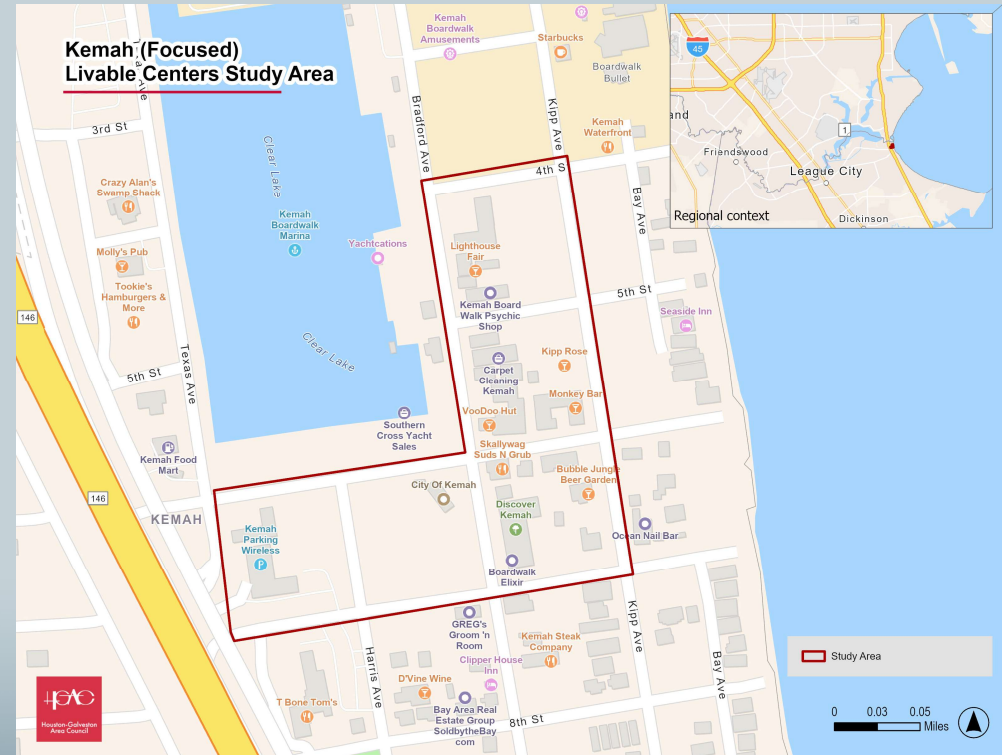 Kemah (Focused)
Livable Centers Study Area
3rd St
Crazy Alan's
Swamp Shack
Molly's Pub
Tookie's
Hamburgers &
More
146
5th St
Texas Ave
Kemah Food
Mart
146
KEMAH
Clear Lake
Kemah
Boardwalk
Marina
Yachtcations
Clear Lake
Southern
Cross Yacht
Sales
Kemah
Boardwalk
Amusements
Starbucks
Boardwalk
Bullet
Bradford Ave
Kipp Ave
Kemah
Waterfront
4th S
Bay Ave
Lighthouse
Fair
Kemah Board
Walk Psychic
Shop
5th St
Seaside Inn
Carpet
Cleaning
Kemah
Kipp Rose
Monkey Bar
VooDoo Hut
Skallywag
Suds N Grub
City Of Kemah
Bubble Jungle
Beer Garden
Discover
Kemah
Ocean Nail Bar
Kemah
Parking
Wireless
Boardwalk
Elixir
GREG's
Groom 'n
Room
Kemah Steak
Company
Clipper House
Inn
Harris Ave
D'Vine Wine
T Bone Tom's
Bay Area Real
Estate Group
SoldbytheBay
com
8th St
Kipp Ave
Bay Ave
45
1
Friendswood
League City
Dickinson
Regional context
Study Area
0 0.03 0.05
Miles
Houston-Galveston
Area Council